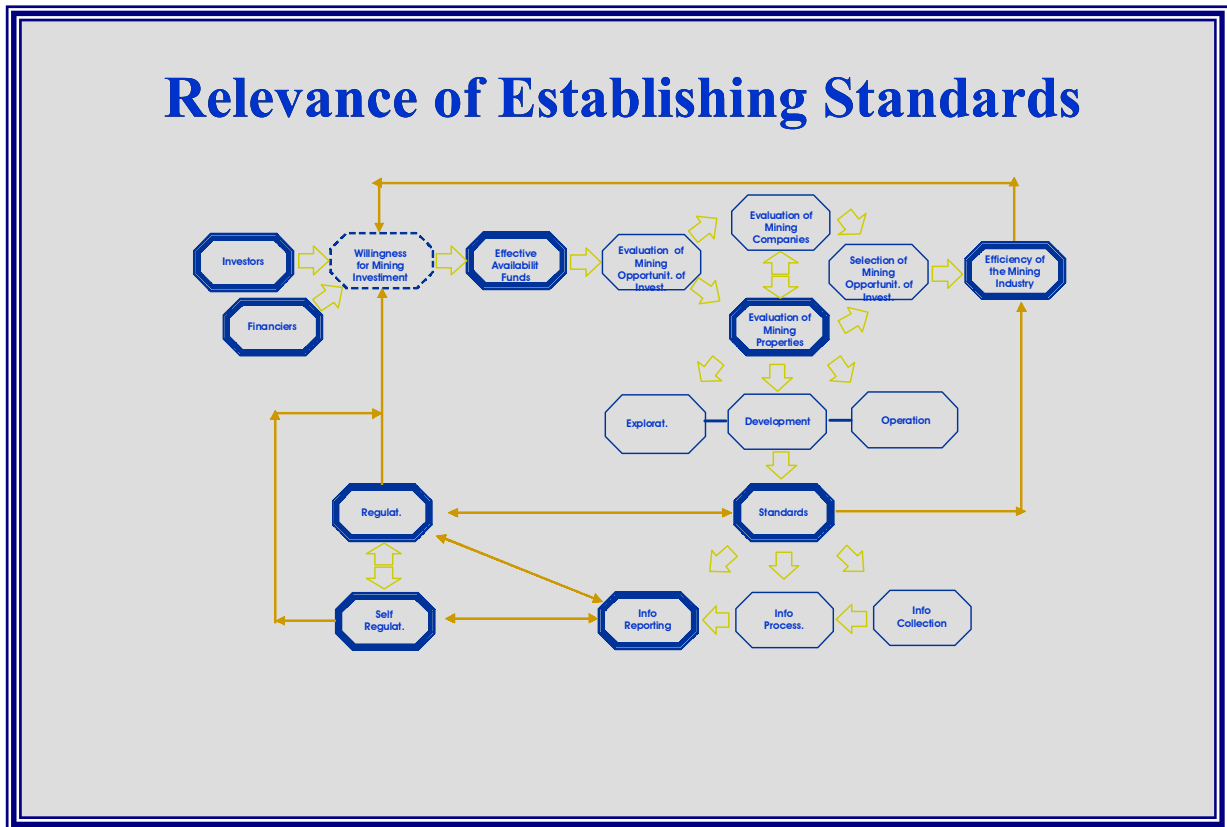 Relevance of Establishing Standards
Investors
Financiers
Willingness
for Mining
Investiment
Effective
Availabilit
Funds
Evaluation of
Mining
Opportunit. of
Invest.
Evaluation of
Mining
Companies
Evaluation of
Mining
Properties
Selection of
Mining
Opportunit. of
Invest.
Efficiency of
the Mining
Industry
Explorat.
Development
Operation
Regulat.
Standards
Self
Regulat.
Info
Reporting
Info
Process.
Info
Collection